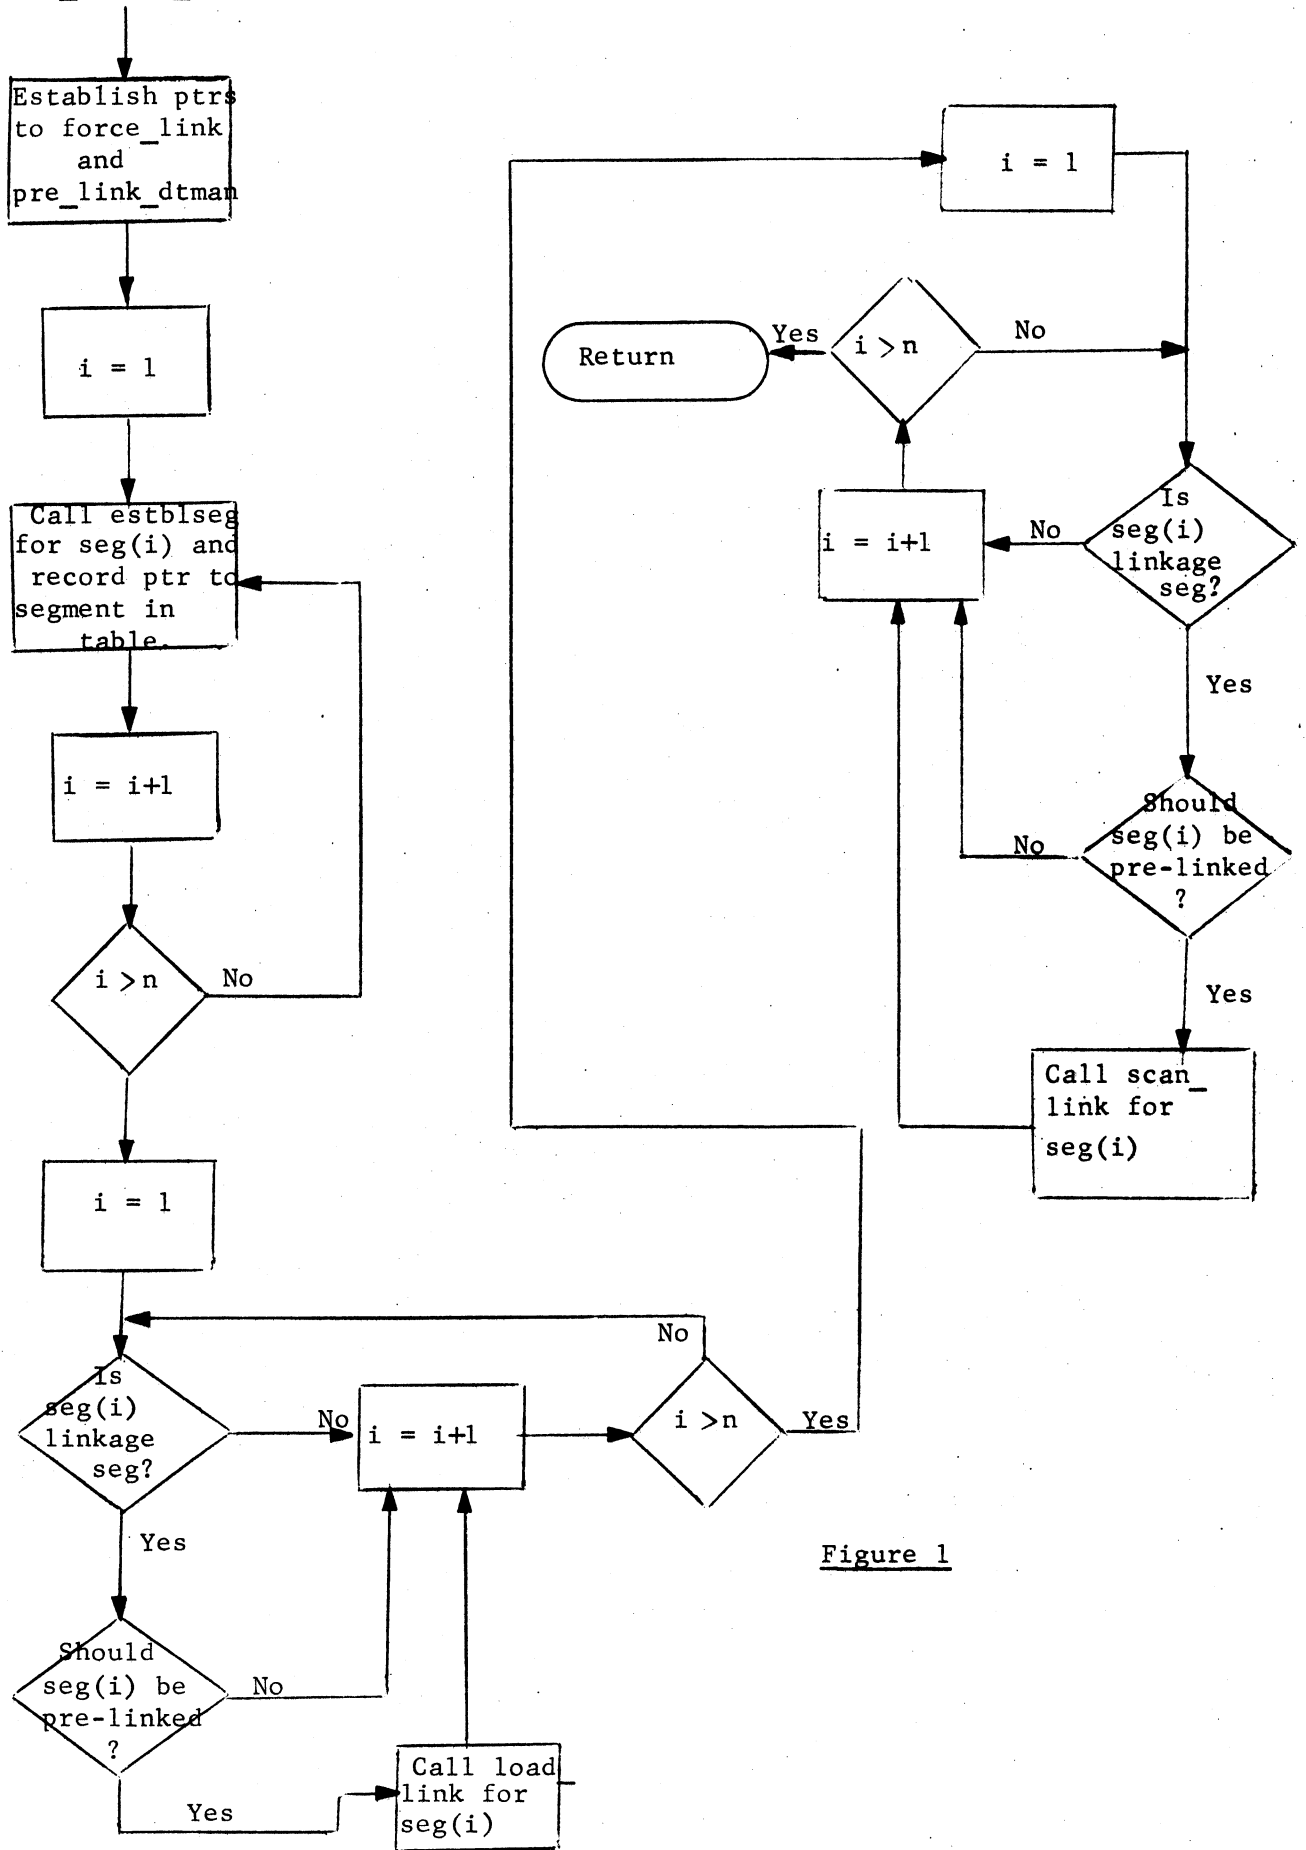 Establish ptrs
to force_link
and
pre_link_dtman
i = 1
Call estblseg
for seg(i) and
record ptr to
segment in
table.
i = i+1
i > n
No
i = 1
Is
seg(i)
linkage
seg?
No
Yes
i = i+1
i > n
No
Yes
Should
seg(i) be
pre-linked
?
No
Yes
Call load_
link for
seg(i)
i = 1
Is
seg(i)
linkage
seg?
No
Yes
Should
seg(i) be
pre-linked
?
No
Yes
Call scan_
link for
seg(i)
i = i+1
i > n
No
Yes
Return
Figure 1